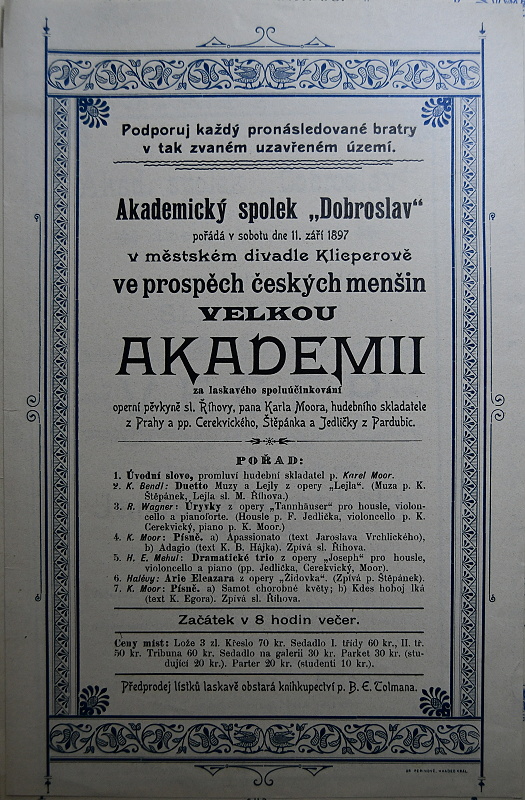 Podporuj každý pronásledované bratry
v tak zvaném uzavřeném území.
Akademický spolek „Dobroslav“
pořádá v sobotu dne 11. září 1897
v městském divadle Klicperově
ve prospěch českých menšin
VELKOU
AKADEMII
za laskavého spoluúčinkování
operní pěvkyně sl. Říhovy, pana Karla Moora, hudebního skladatele
z Prahy a pp. Cerekvického, Štěpánka a Jedličky z Pardubic.
POŘAD:
1. Úvodní slovo, promluví hudební skladatel p. Karel Moor.
2. K. Bendl: Duetto Muzy a Lejly z opery „Lejla“. (Muza p. K.
Štěpánek, Lejla sl. M. Říhova.)
3. R. Wagner: Úryvky z opery „Tannhäuser“ pro housle, violon-
cello a pianoforte. (Housle p. F. Jedlička, violoncello p. K.
Cerekvický, piano p. K. Moor.)
4. K. Moor: Písně. a) Apassionato (text Jaroslava Vrchlického),
b) Adagio (text K. B. Hájka). Zpívá sl. Říhova.
5. H. E. Mehul: Dramatické trio z opery „Joseph“ pro housle,
violoncello a piano (pp. Jedlička, Cerekvický, Moor).
6. Halévy: Arie Eleazara z opery „Židovka“. (Zpívá p. Štěpánek).
7. K. Moor: Písně. a) Samot chorobné květy; b) Kdes hoboj lká
(text K. Egora). Zpívá sl. Říhova.
Začátek v 8 hodin večer.
Ceny míst: Lože 3 zl. Křeslo 70 kr. Sedadlo I. třídy 60 kr., II. tř.
50 kr. Tribuna 60 kr. Sedadlo na galerii 30 kr. Parket 30 kr. (stu-
dující 20 kr.). Parter 20 kr. (studenti 10 kr.).
Předprodej lístků laskavě obstará knihkupectví p. B. E. Tolmana.